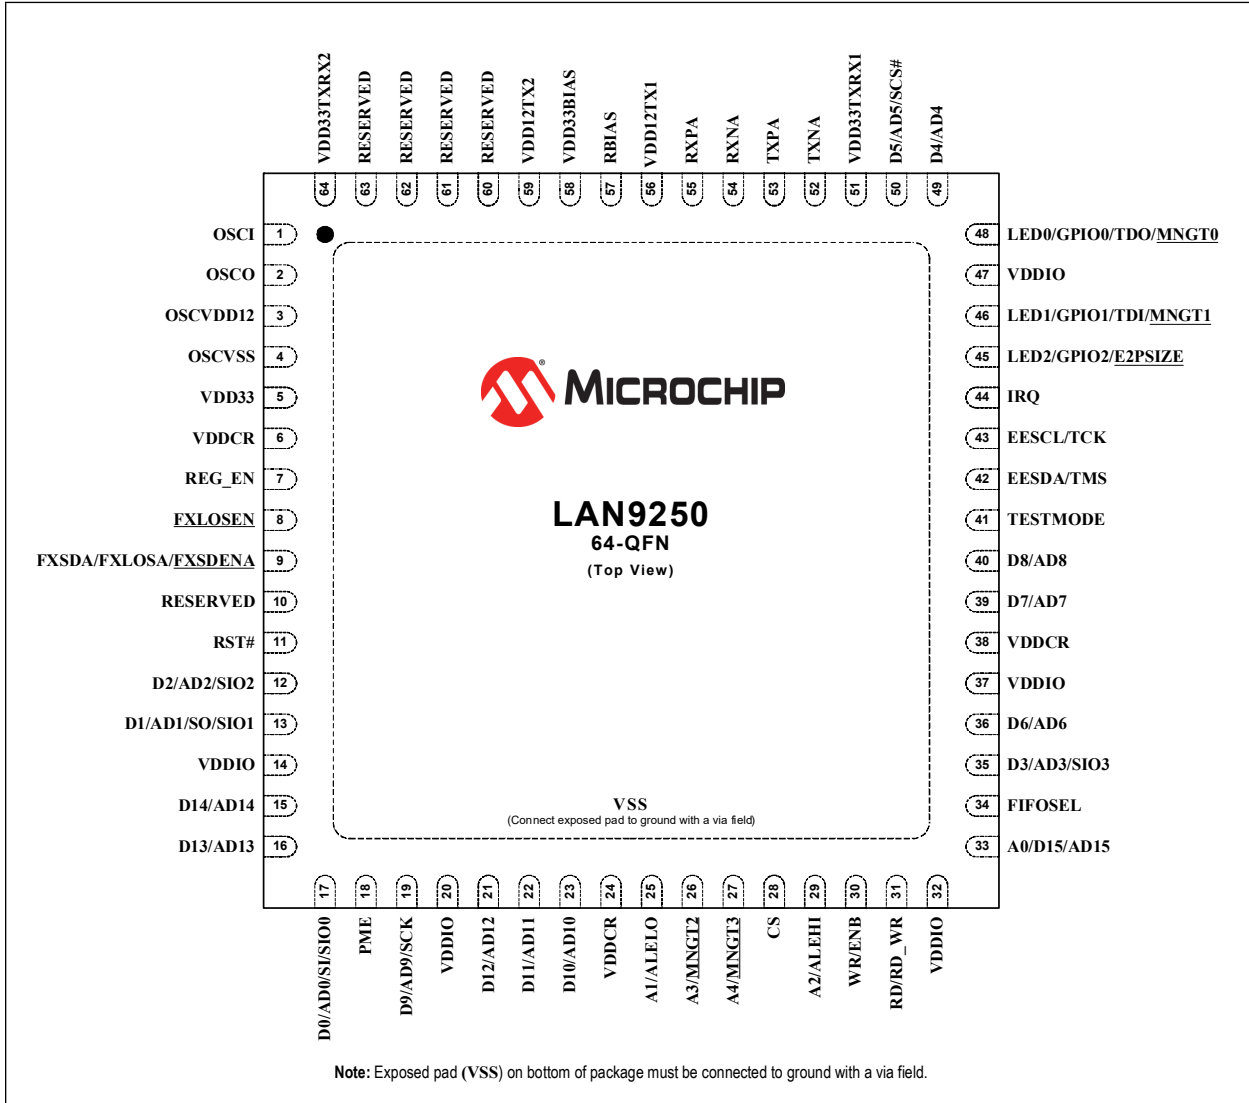 VDD33TXRX2
RESERVED
RESERVED
RESERVED
RESERVED
VDD12TX2
VDD33BIAS
RBIAS
VDD12TX1
RXPA
RXNA
TXPA
TXNA
VDD33TXRX1
D5/AD5/SCS#
D4/AD4
64
63
62
61
60
59
58
57
56
55
54
53
52
51
50
49
OSCI 1
OSCO 2
OSCVDD12 3
OSCVSS 4
VDD33 5
VDDCR 6
REG_EN 7
FXLOSEN 8
FXSDA/FXLOSA/FXSDENA 9
RESERVED 10
RST# 11
D2/AD2/SIO2 12
D1/AD1/SO/SIO1 13
VDDIO 14
D14/AD14 15
D13/AD13 16
48 LED0/GPIO0/TDO/MNGT0
47 VDDIO
46 LED1/GPIO1/TDI/MNGT1
45 LED2/GPIO2/E2PSIZE
44 IRQ
43 EESCL/TCK
42 EESDA/TMS
41 TESTMODE
40 D8/AD8
39 D7/AD7
38 VDDCR
37 VDDIO
36 D6/AD6
35 D3/AD3/SIO3
34 FIFOSEL
33 A0/D15/AD15
® MICROCHIP
LAN9250
64-QFN
(Top View)
VSS
(Connect exposed pad to ground with a via field)
17
18
19
20
21
22
23
24
25
26
27
28
29
30
31
32
D0/AD0/SI/SIO0
PME
D9/AD9/SCK
VDDIO
D12/AD12
D11/AD11
D10/AD10
VDDCR
A1/ALELO
A3/MNGT2
A4/MNGT3
CS
A2/ALEHI
WR/ENB
RD/RD_WR
VDDIO
Note: Exposed pad (VSS) on bottom of package must be connected to ground with a via field.